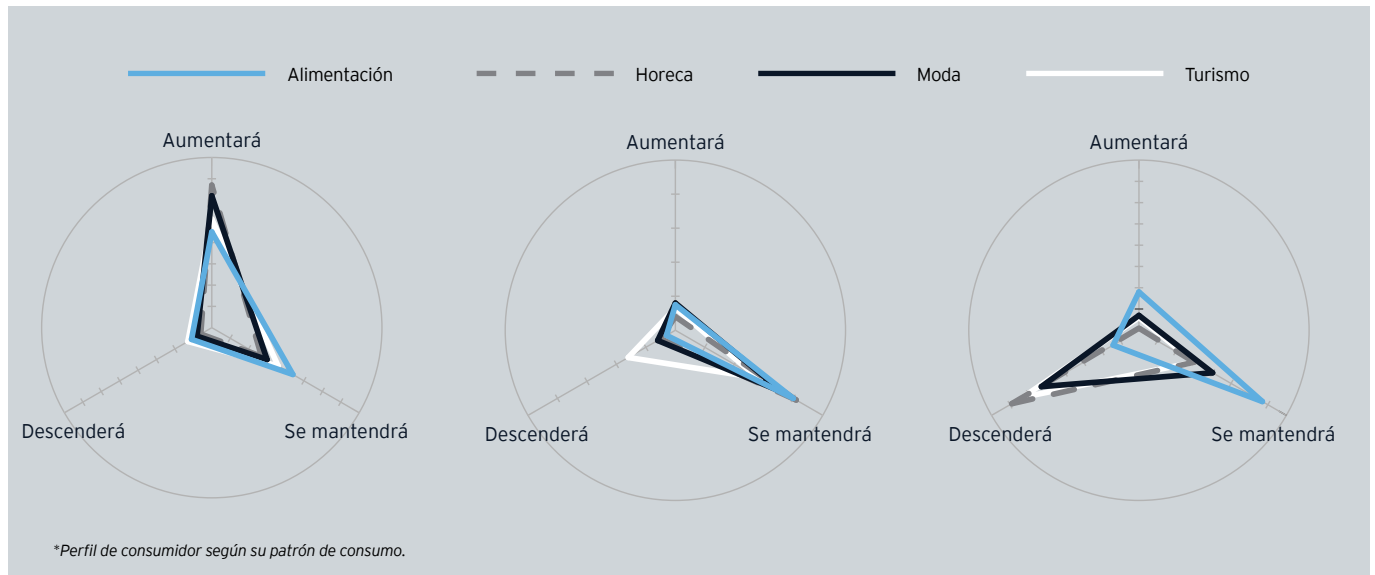 Alimentación Horeca Moda Turismo
Aumentará Aumentará Aumentará
Descenderá Se mantendrá Descenderá Se mantendrá Descenderá Se mantendrá
*Perfil de consumidor según su patrón de consumo.